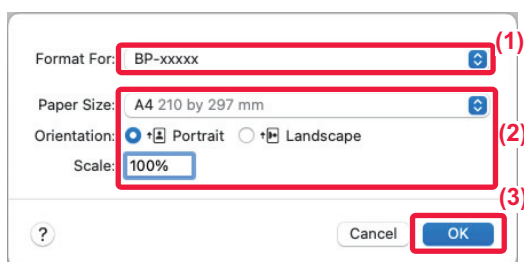 (1)
Format For: BP-xxxxx
Paper Size: A4 210 by 297 mm
Orientation: Portrait Landscape
(2)
Scale: 100%
(3)
? Cancel OK